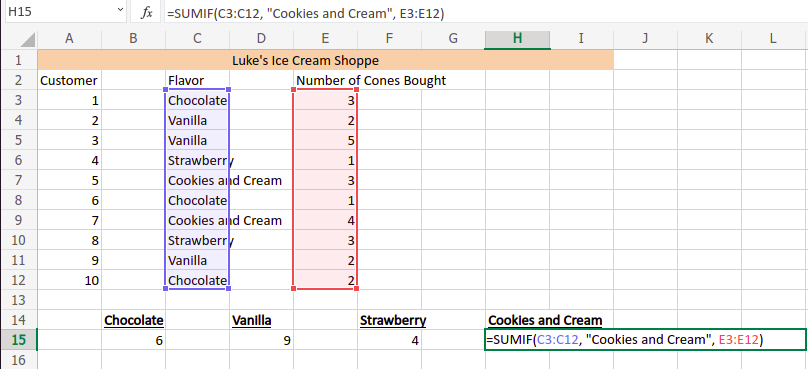 H15 fx =SUMIF(C3:C12, "Cookies and Cream", E3:E12)
A B C D E F G H I J K L
1 Luke's Ice Cream Shoppe
2 Customer Flavor Number of Cones Bought
3 1 Chocolate 3
4 2 Vanilla 2
5 3 Vanilla 5
6 4 Strawberry 1
7 5 Cookies and Cream 3
8 6 Chocolate 1
9 7 Cookies and Cream 4
10 8 Strawberry 3
11 9 Vanilla 2
12 10 Chocolate 2
13
14 Chocolate Vanilla Strawberry Cookies and Cream
15 6 9 4 =SUMIF(C3:C12, "Cookies and Cream", E3:E12)
16